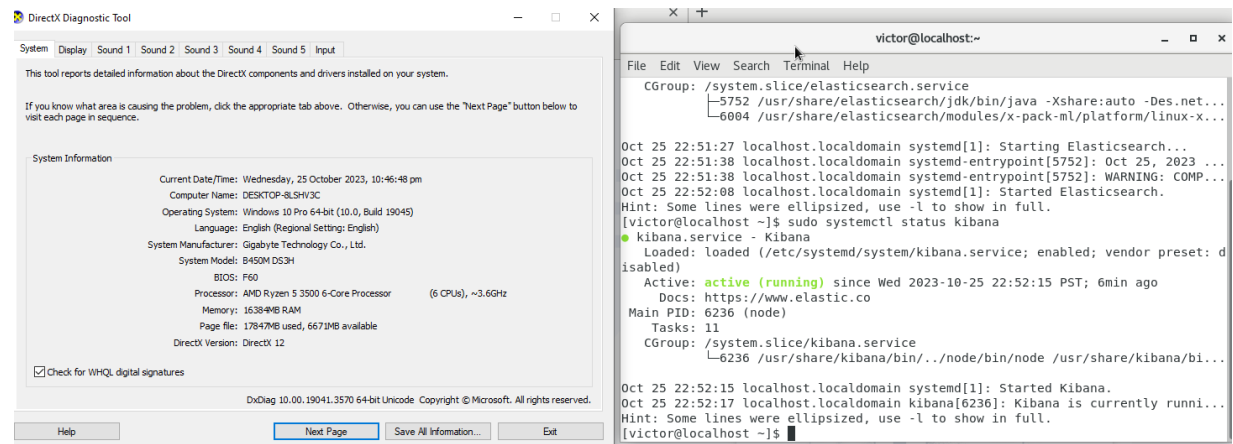 DirectX Diagnostic Tool
System Display Sound 1 Sound 2 Sound 3 Sound 4 Sound 5 Input
This tool reports detailed information about the DirectX components and drivers installed on your system.
If you know what area is causing the problem, click the appropriate tab above. Otherwise, you can use the "Next Page" button below to
visit each page in sequence.
System Information
Current Date/Time: Wednesday, 25 October 2023, 10:46:48 pm
Computer Name: DESKTOP-8LSHV3C
Operating System: Windows 10 Pro 64-bit (10.0, Build 19045)
Language: English (Regional Setting: English)
System Manufacturer: Gigabyte Technology Co., Ltd.
System Model: B450M DS3H
BIOS: F60
Processor: AMD Ryzen 5 3500 6-Core Processor (6 CPUs), ~3.6GHz
Memory: 16384MB RAM
Page file: 17847MB used, 6671MB available
DirectX Version: DirectX 12
Check for WHQL digital signatures
DxDiag 10.00.19041.3570 64-bit Unicode Copyright © Microsoft. All rights reserved.
Help Next Page Save All Information... Exit
victor@localhost:~
File Edit View Search Terminal Help
CGroup: /system.slice/elasticsearch.service
├─5752 /usr/share/elasticsearch/jdk/bin/java -Xshare:auto -Des.net...
└─6004 /usr/share/elasticsearch/modules/x-pack-ml/platform/linux-x...
Oct 25 22:51:27 localhost.localdomain systemd[1]: Starting Elasticsearch...
Oct 25 22:51:38 localhost.localdomain systemd-entrypoint[5752]: Oct 25, 2023 ...
Oct 25 22:51:38 localhost.localdomain systemd-entrypoint[5752]: WARNING: COMP...
Oct 25 22:52:08 localhost.localdomain systemd[1]: Started Elasticsearch.
Hint: Some lines were ellipsized, use -l to show in full.
[victor@localhost ~]$ sudo systemctl status kibana
● kibana.service - Kibana
Loaded: loaded (/etc/systemd/system/kibana.service; enabled; vendor preset: d
isabled)
Active: active (running) since Wed 2023-10-25 22:52:15 PST; 6min ago
Docs: https://www.elastic.co
Main PID: 6236 (node)
Tasks: 11
CGroup: /system.slice/kibana.service
└─6236 /usr/share/kibana/bin/../node/bin/node /usr/share/kibana/bi...
Oct 25 22:52:15 localhost.localdomain systemd[1]: Started Kibana.
Oct 25 22:52:17 localhost.localdomain kibana[6236]: Kibana is currently runni...
Hint: Some lines were ellipsized, use -l to show in full.
[victor@localhost ~]$